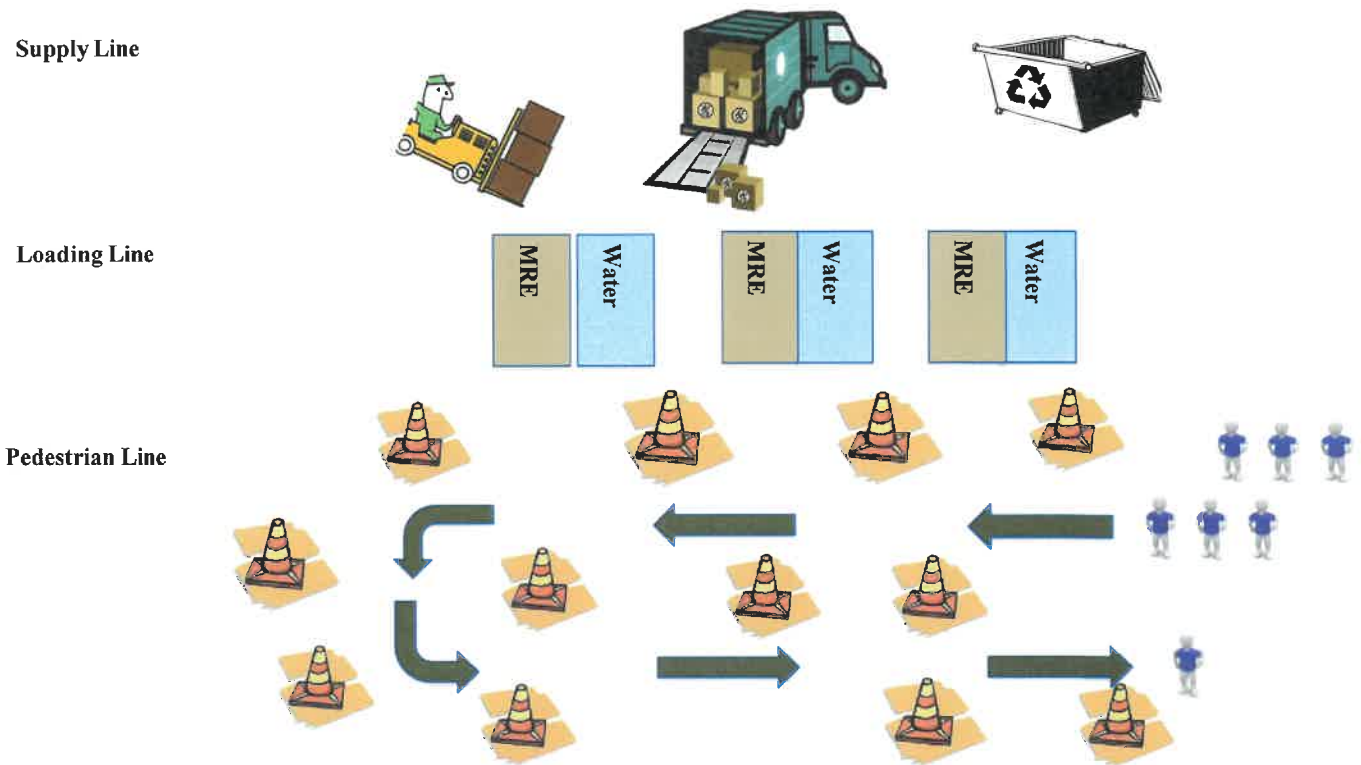 Supply Line
Loading Line
MRE
Water
MRE
Water
MRE
Water
Pedestrian Line